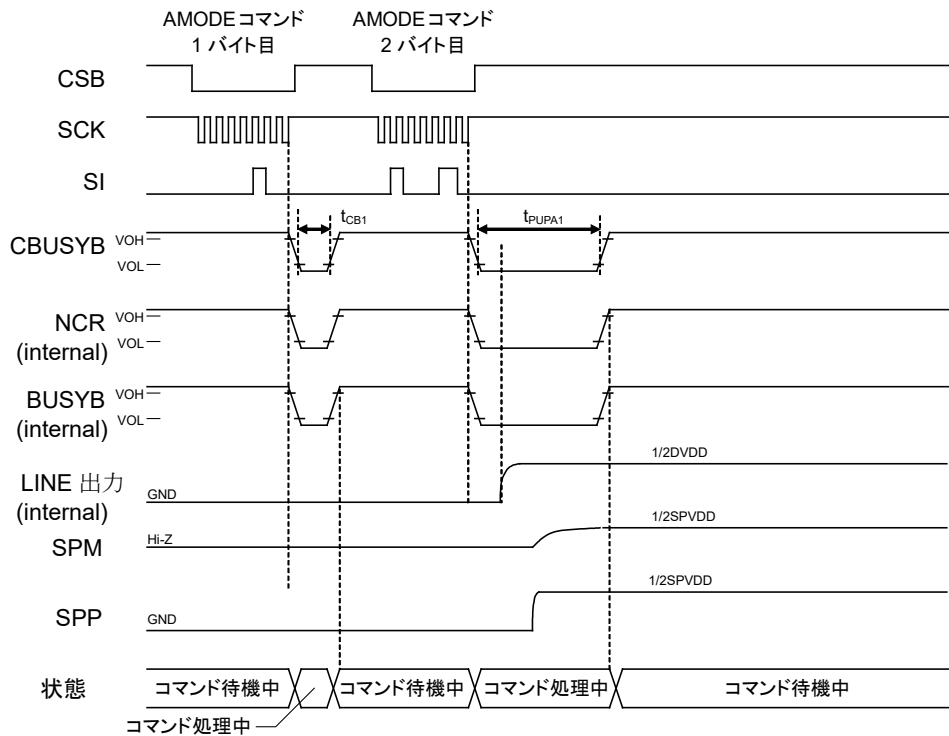 AMODEコマンド AMODEコマンド
1 バイト目 2 バイト目
CSB
SCK
SI
tCB1 tPUPA1
CBUSYB VOH
VOL
NCR VOH
(internal) VOL
BUSYB VOH
(internal) VOL
1/2DVDD
LINE 出力 GND
(internal)
1/2SPVDD
SPM Hi-Z
1/2SPVDD
SPP GND
状態 コマンド待機中 コマンド待機中 コマンド処理中 コマンド待機中
コマンド処理中